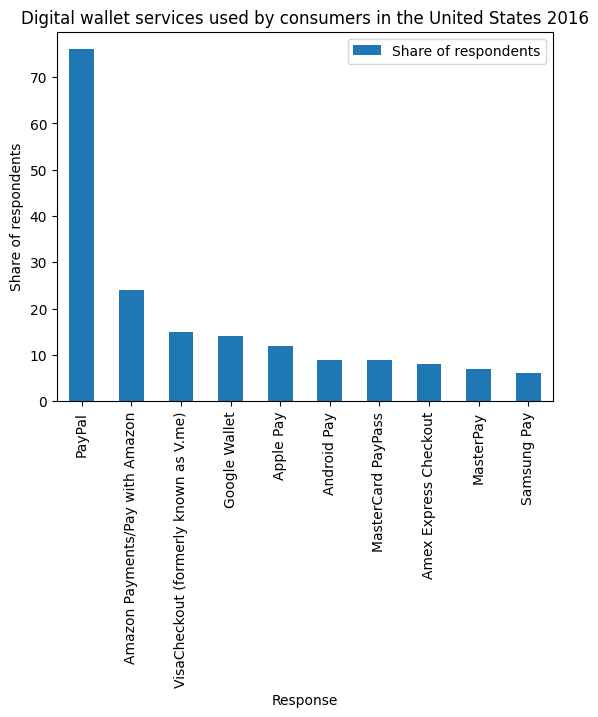 Digital wallet services used by consumers in the United States 2016
Share of respondents
Share of respondents
70
60
50
40
30
20
10
0
PayPal
Amazon Payments/Pay with Amazon
VisaCheckout (formerly known as V.me)
Google Wallet
Apple Pay
Android Pay
MasterCard PayPass
Amex Express Checkout
MasterPay
Samsung Pay
Response